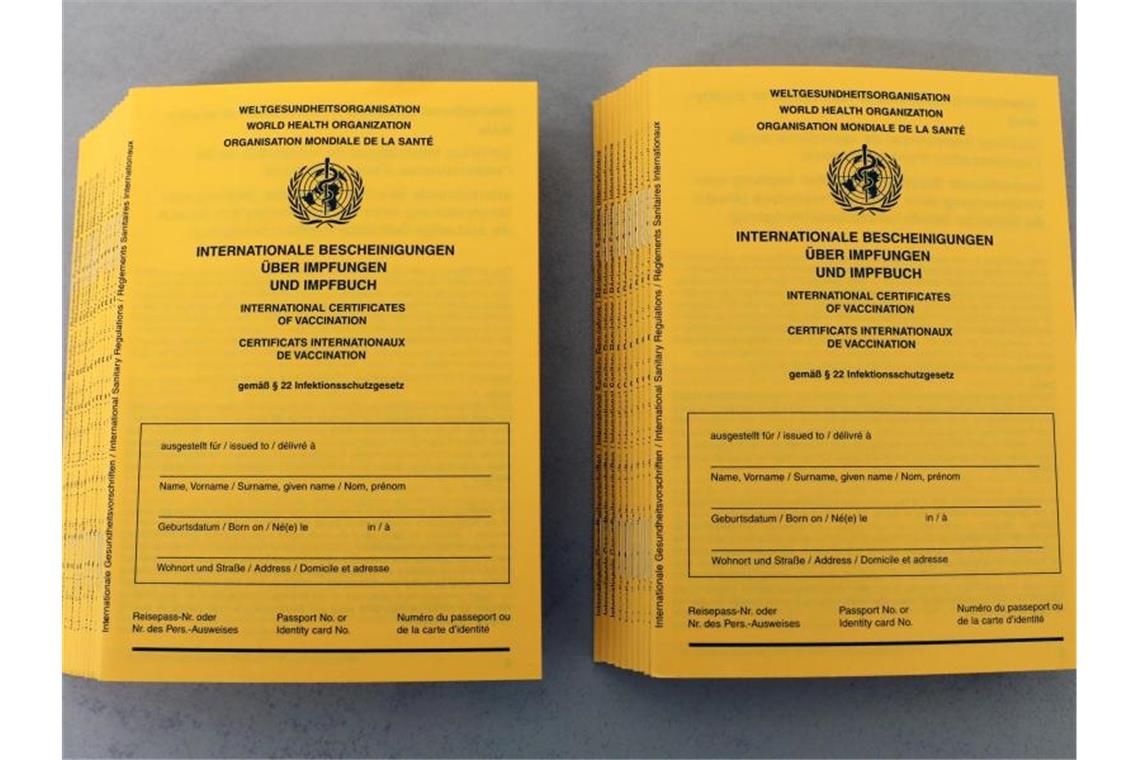 WELTGESUNDHEITSORGANISATION
WORLD HEALTH ORGANIZATION
ORGANISATION MONDIALE DE LA SANTÉ
INTERNATIONALE BESCHEINIGUNGEN
ÜBER IMPFUNGEN
UND IMPFBUCH
INTERNATIONAL CERTIFICATES
OF VACCINATION
CERTIFICATS INTERNATIONAUX
DE VACCINATION
gemäß § 22 Infektionsschutzgesetz
ausgestellt für / issued to / délivré à
Name, Vorname / Surname, given name / Nom, prénom
Geburtsdatum / Born on / Né(e) le in / à
Wohnort und Straße / Address / Domicile et adresse
Reisepass-Nr. oder Passport No. or Numéro du passeport ou
Nr. des Pers.-Ausweises Identity card No. de la carte d'identité
Internationale Gesundheitsvorschriften / International Sanitary Regulations / Règlements Sanitaires Internationaux
WELTGESUNDHEITSORGANISATION
WORLD HEALTH ORGANIZATION
ORGANISATION MONDIALE DE LA SANTÉ
INTERNATIONALE BESCHEINIGUNGEN
ÜBER IMPFUNGEN
UND IMPFBUCH
INTERNATIONAL CERTIFICATES
OF VACCINATION
CERTIFICATS INTERNATIONAUX
DE VACCINATION
gemäß § 22 Infektionsschutzgesetz
ausgestellt für / issued to / délivré à
Name, Vorname / Surname, given name / Nom, prénom
Geburtsdatum / Born on / Né(e) le in / à
Wohnort und Straße / Address / Domicile et adresse
Reisepass-Nr. oder Passport No. or Numéro du passeport ou
Nr. des Pers.-Ausweises Identity card No. de la carte d'identité
Internationale Gesundheitsvorschriften / International Sanitary Regulations / Règlements Sanitaires Internationaux